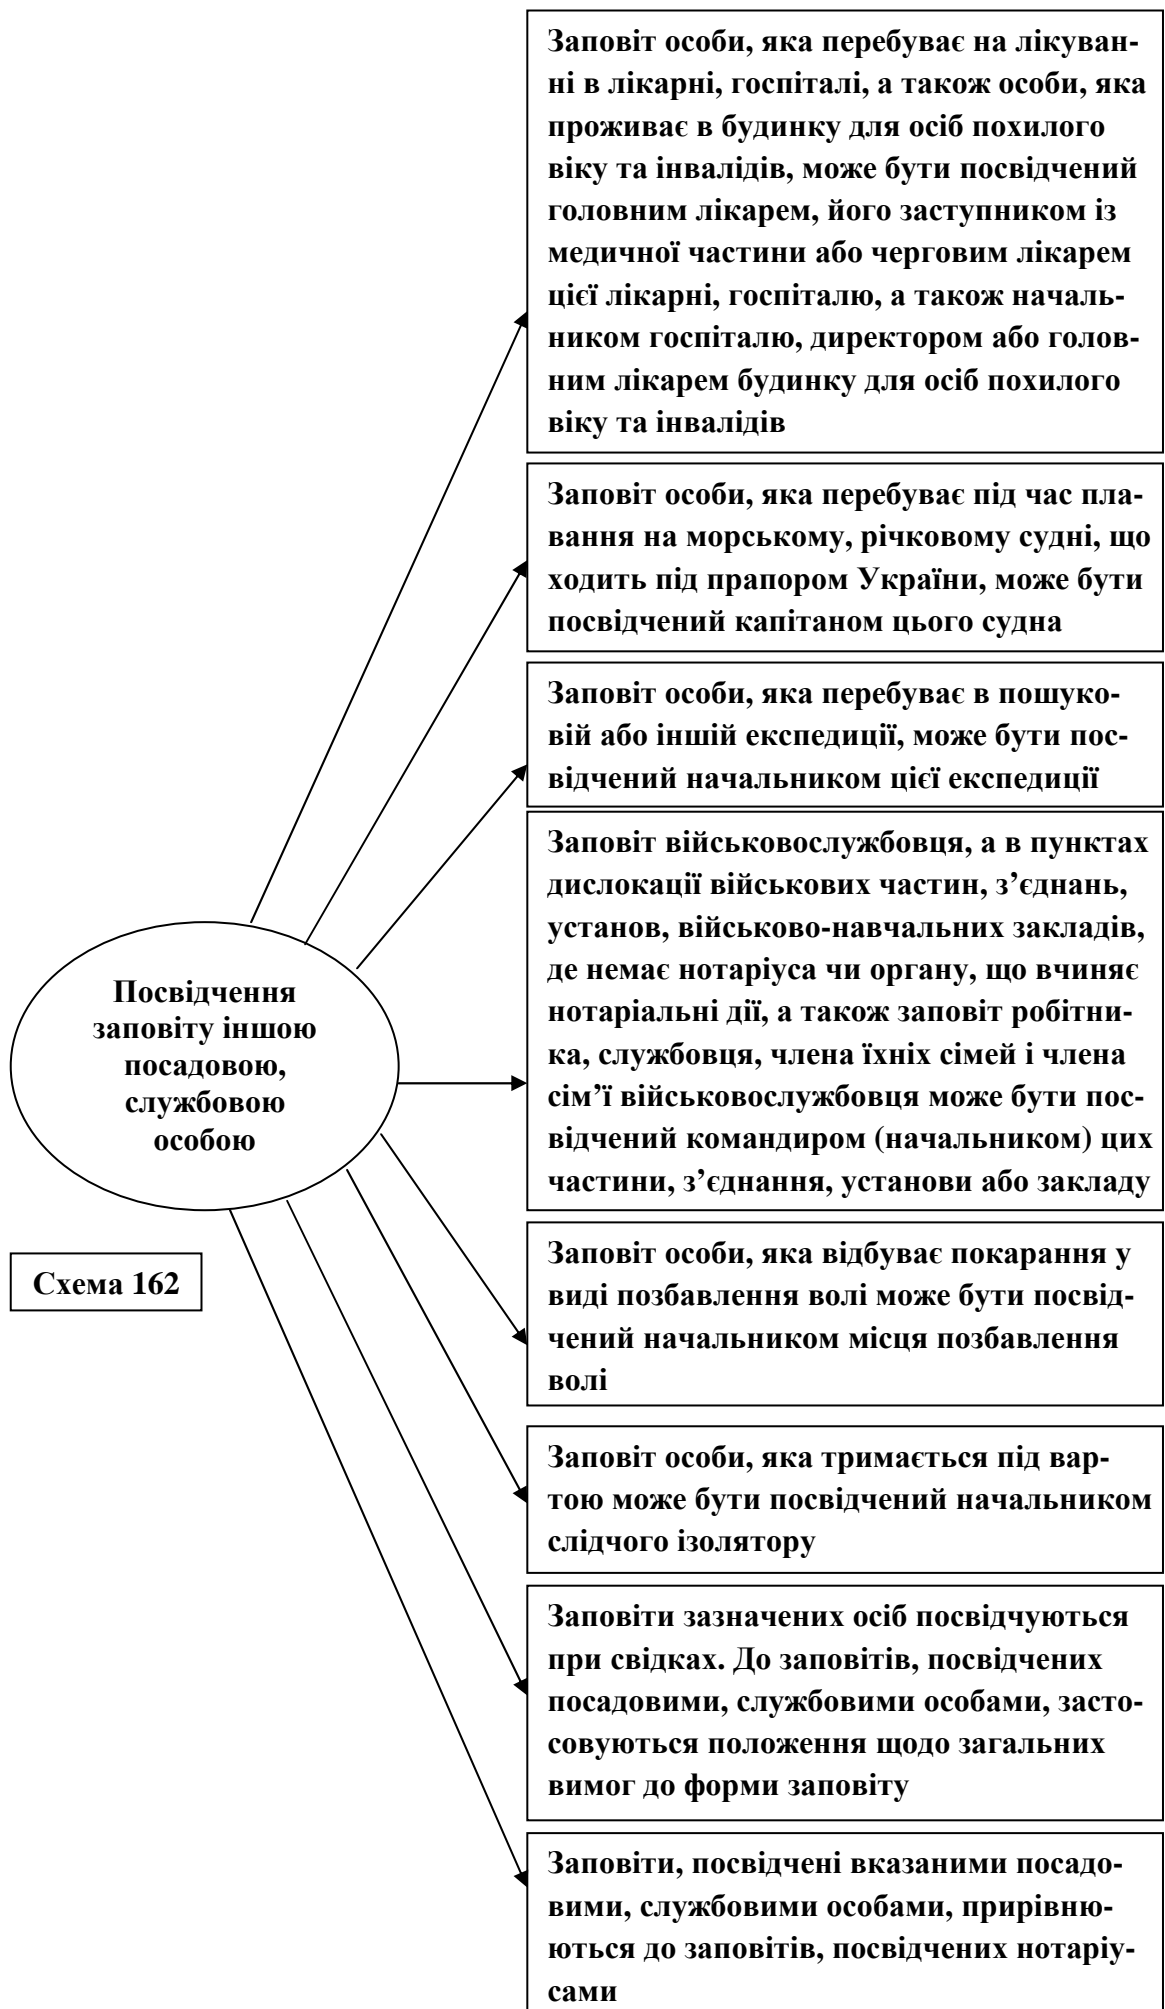 Заповіт особи, яка перебуває на лікуван-
ні в лікарні, госпіталі, а також особи, яка
проживає в будинку для осіб похилого
віку та інвалідів, може бути посвідчений
головним лікарем, його заступником із
медичної частини або черговим лікарем
цієї лікарні, госпіталю, а також началь-
ником госпіталю, директором або голов-
ним лікарем будинку для осіб похилого
віку та інвалідів
Заповіт особи, яка перебуває під час пла-
вання на морському, річковому судні, що
ходить під прапором України, може бути
посвідчений капітаном цього судна
Заповіт особи, яка перебуває в пошуко-
вій або іншій експедиції, може бути пос-
відчений начальником цієї експедиції
Заповіт військовослужбовця, а в пунктах
дислокації військових частин, з’єднань,
установ, військово-навчальних закладів,
де немає нотаріуса чи органу, що вчиняє
нотаріальні дії, а також заповіт робітни-
ка, службовця, члена їхніх сімей і члена
сім’ї військовослужбовця може бути пос-
відчений командиром (начальником) цих
частини, з’єднання, установи або закладу
Посвідчення
заповіту іншою
посадовою,
службовою
особою
Схема 162
Заповіт особи, яка відбуває покарання у
виді позбавлення волі може бути посвід-
чений начальником місця позбавлення
волі
Заповіт особи, яка тримається під вар-
тою може бути посвідчений начальником
слідчого ізолятору
Заповіти зазначених осіб посвідчуються
при свідках. До заповітів, посвідчених
посадовими, службовими особами, засто-
совуються положення щодо загальних
вимог до форми заповіту
Заповіти, посвідчені вказаними посадо-
вими, службовими особами, прирівню-
ються до заповітів, посвідчених нотаріу-
сами